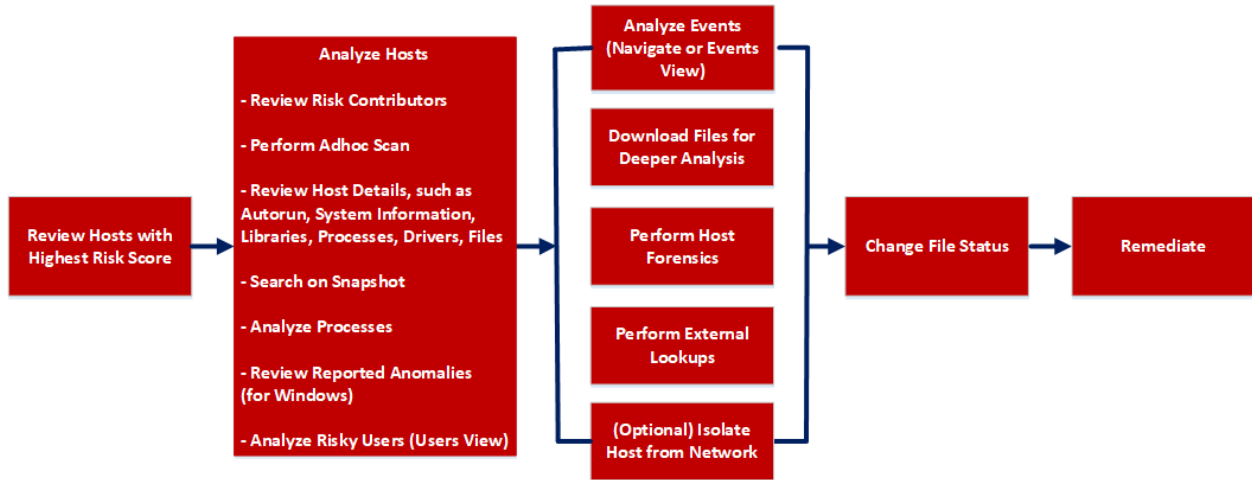 Review Hosts with
Highest Risk Score
Analyze Hosts
- Review Risk Contributors
- Perform Adhoc Scan
- Review Host Details, such as
Autorun, System Information,
Libraries, Processes, Drivers, Files
- Search on Snapshot
- Analyze Processes
- Review Reported Anomalies
(for Windows)
- Analyze Risky Users (Users View)
Analyze Events
(Navigate or Events
View)
Download Files for
Deeper Analysis
Perform Host
Forensics
Perform External
Lookups
(Optional) Isolate
Host from Network
Change File Status
Remediate